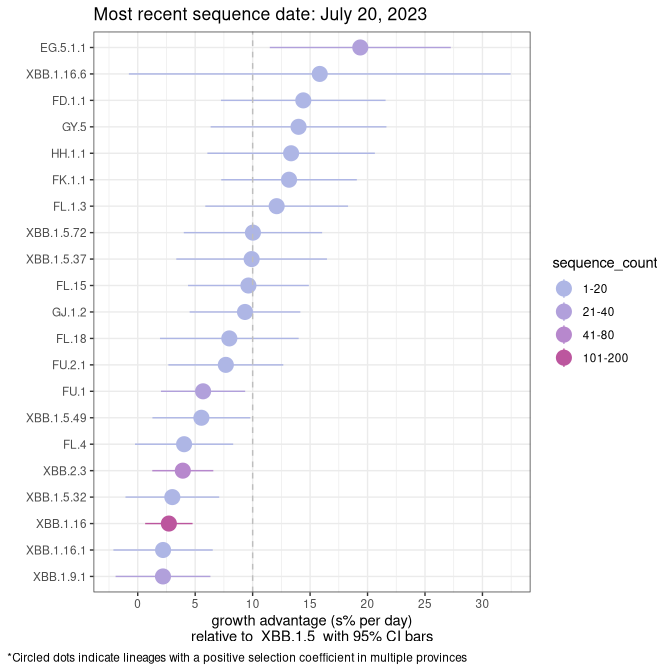 Most recent sequence date: July 20, 2023
EG.5.1.1
XBB.1.16.6
FD.1.1
GY.5
HH.1.1
FK.1.1
FL.1.3
XBB.1.5.72
XBB.1.5.37
FL.15
GJ.1.2
FL.18
FU.2.1
FU.1
XBB.1.5.49
FL.4
XBB.2.3
XBB.1.5.32
XBB.1.16
XBB.1.16.1
XBB.1.9.1
0 5 10 15 20 25 30
growth advantage (s% per day)
relative to XBB.1.5 with 95% CI bars
sequence_count
1-20
21-40
41-80
101-200
*Circled dots indicate lineages with a positive selection coefficient in multiple provinces